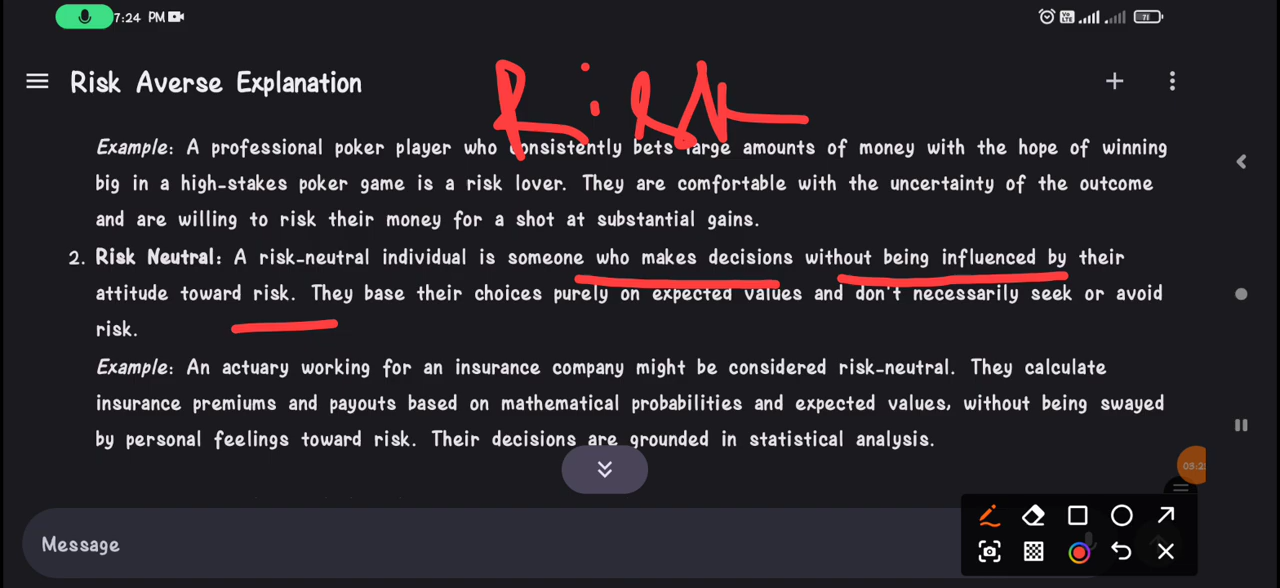 7:24 PM
71
Risk Averse Explanation
Risk
Example: A professional poker player who consistently bets large amounts of money with the hope of winning
big in a high-stakes poker game is a risk lover. They are comfortable with the uncertainty of the outcome
and are willing to risk their money for a shot at substantial gains.
2. Risk Neutral: A risk-neutral individual is someone who makes decisions without being influenced by their
attitude toward risk. They base their choices purely on expected values and don't necessarily seek or avoid
risk.
Example: An actuary working for an insurance company might be considered risk-neutral. They calculate
insurance premiums and payouts based on mathematical probabilities and expected values, without being swayed
by personal feelings toward risk. Their decisions are grounded in statistical analysis.
Message